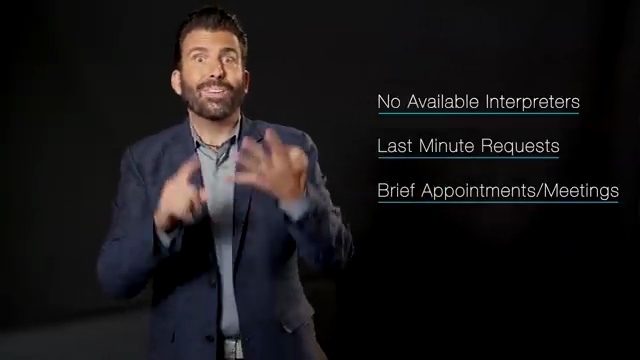 No Available Interpreters
Last Minute Requests
Brief Appointments/Meetings